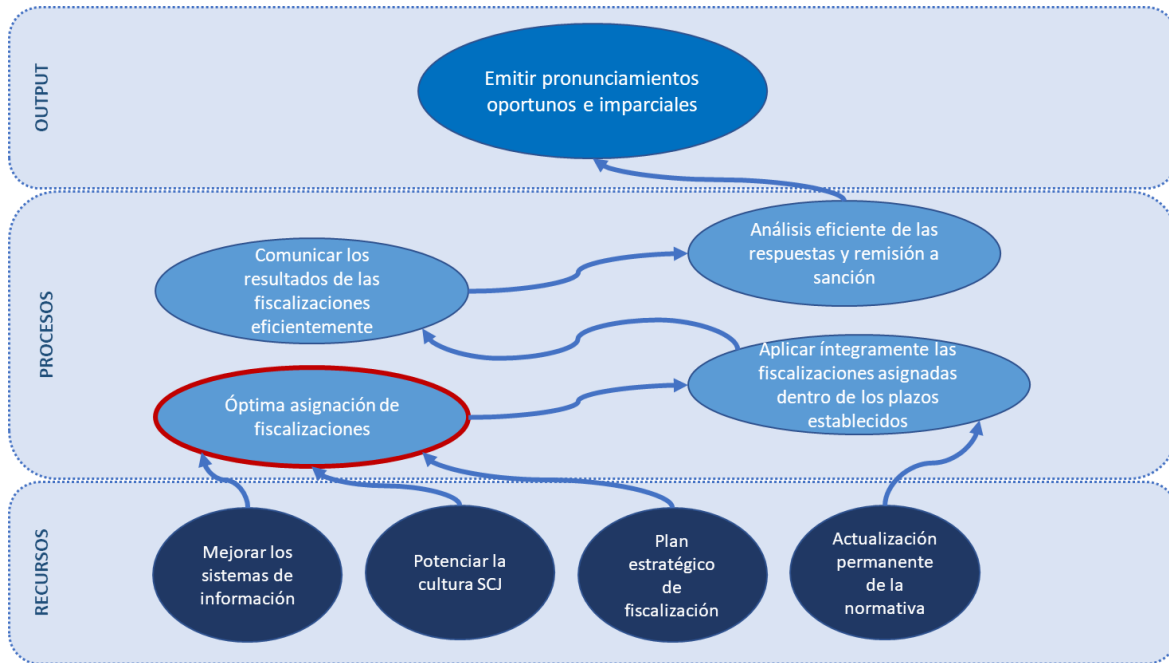 OUTPUT
Emitir pronunciamientos
oportunos e imparciales
PROCESOS
Comunicar los
resultados de las
fiscalizaciones
eficientemente
Análisis eficiente de las
respuestas y remisión a
sanción
Óptima asignación de
fiscalizaciones
Aplicar íntegramente las
fiscalizaciones asignadas
dentro de los plazos
establecidos
RECURSOS
Mejorar los
sistemas de
información
Potenciar la
cultura SCJ
Plan
estratégico
de
fiscalización
Actualización
permanente
de la
normativa